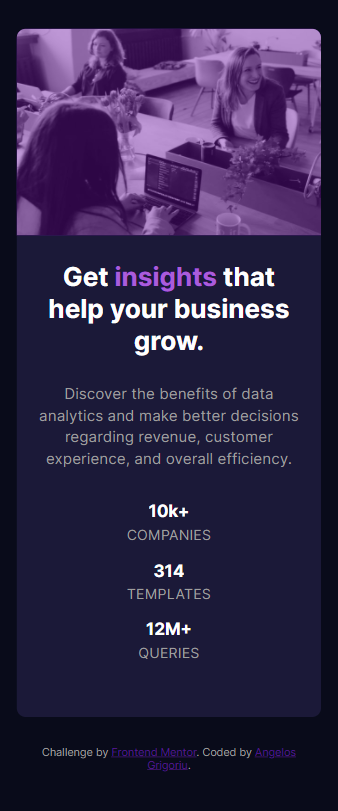 Get insights that
help your business
grow.
Discover the benefits of data
analytics and make better decisions
regarding revenue, customer
experience, and overall efficiency.
10k+
COMPANIES
314
TEMPLATES
12M+
QUERIES
Challenge by Frontend Mentor. Coded by Angelos
Grigoriu.